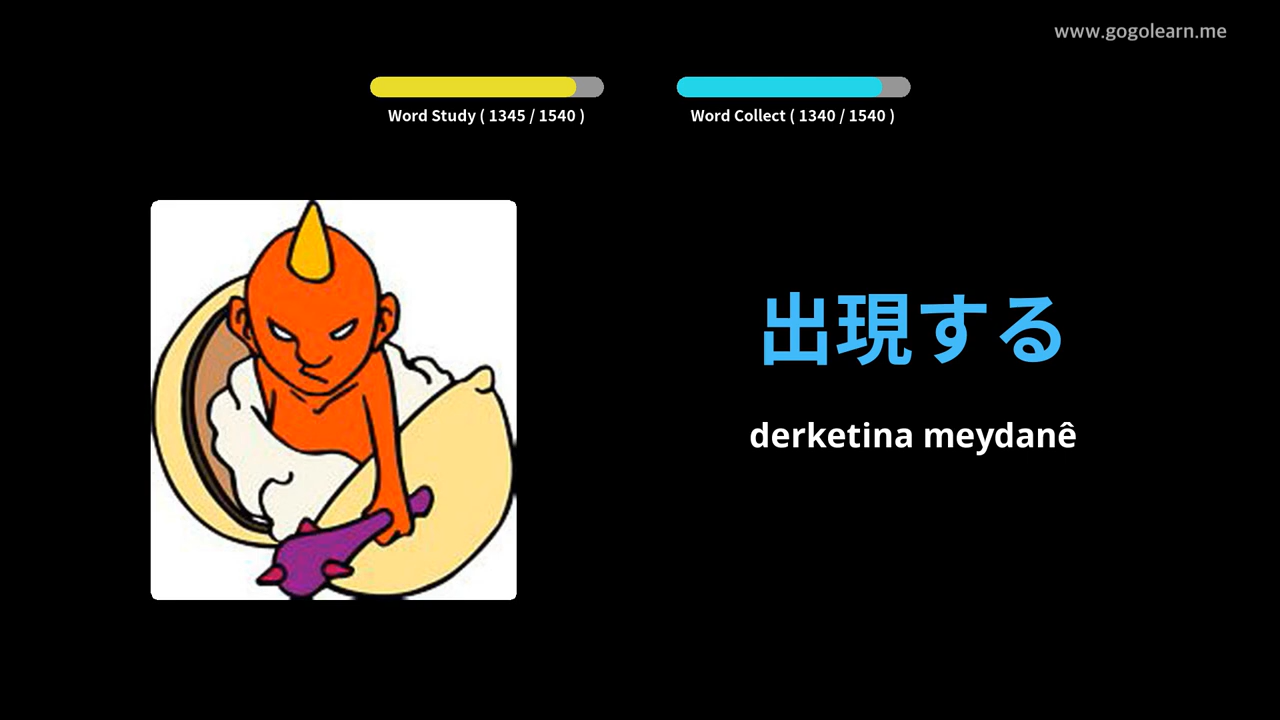 www.gogolearn.me
Word Study ( 1345 / 1540 )
Word Collect ( 1340 / 1540 )
出現する
derketina meydanê